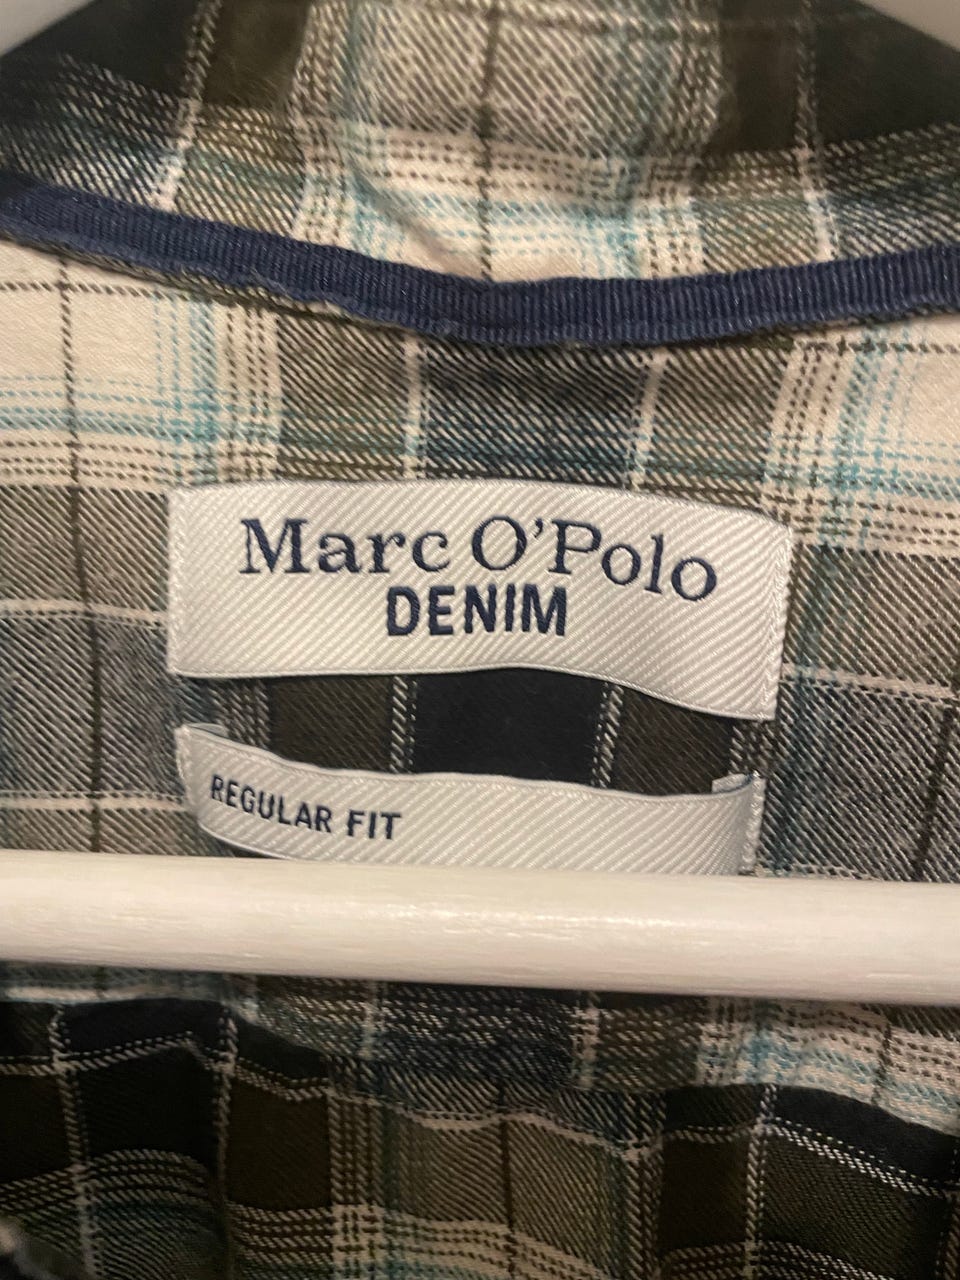 Marc O'Polo
DENIM
REGULAR FIT